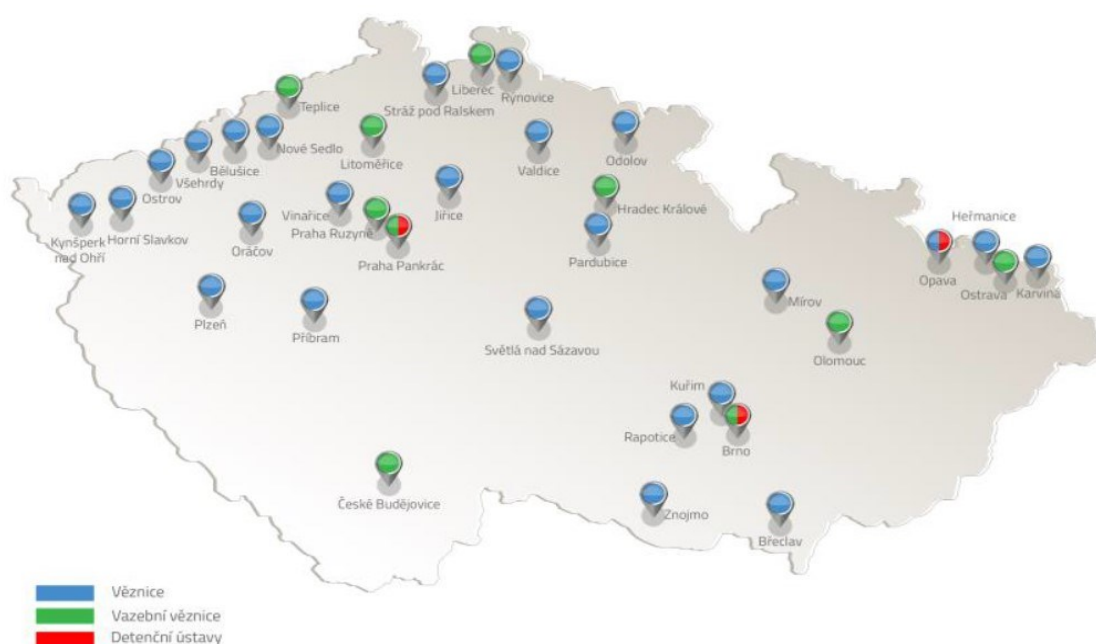 Liberec
Rýnovice
Stráž pod Ralskem
Teplice
Nové Sedlo
Litoměřice
Valdice
Odolov
Bělušice
Všehrdy
Ostrov
Jiřice
Hradec Králové
Vinařice
Praha Ruzyně
Heřmanice
Kynšperk
nad Ohří
Horní Slavkov
Oráčov
Praha Pankrác
Pardubice
Opava
Ostrava
Karviná
Mírov
Plzeň
Příbram
Světlá nad Sázavou
Olomouc
Kuřim
Rapotice
Brno
České Budějovice
Znojmo
Břeclav
Věznice
Vazební věznice
Detenční ústavy